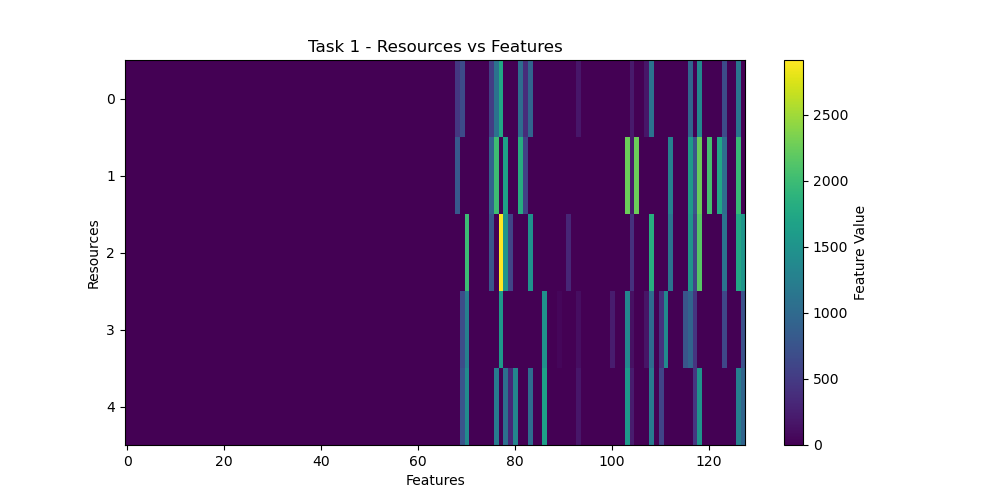 Task 1 - Resources vs Features
Resources
0
1
2
3
4
0 20 40 60 80 100 120
Features
2500
2000
1500
1000
500
0
Feature Value